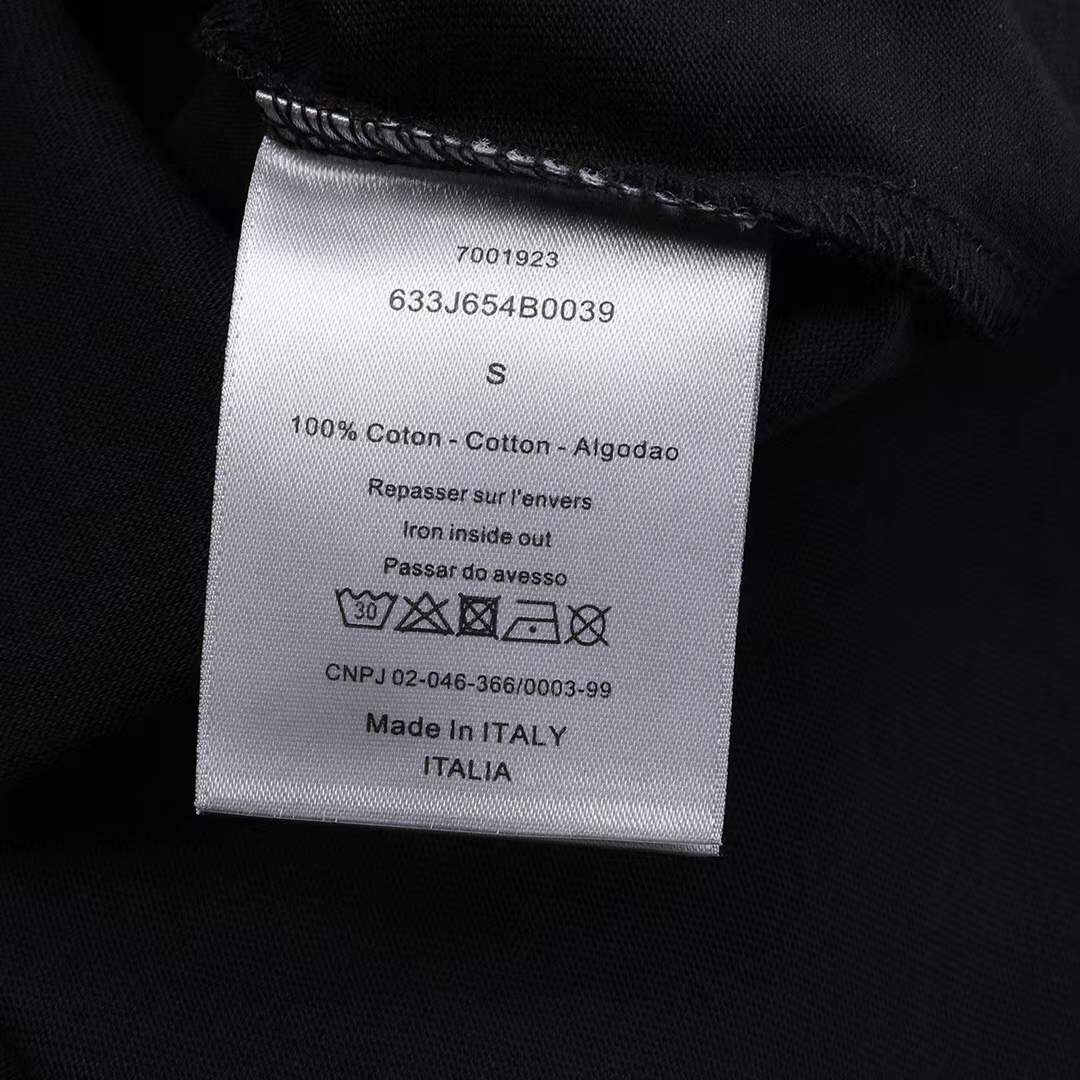 7001923
633J654B0039
S
100% Coton - Cotton - Algodao
Repasser sur l'envers
Iron inside out
Passar do avesso
30
CNPJ 02-046-366/0003-99
Made In ITALY
ITALIA